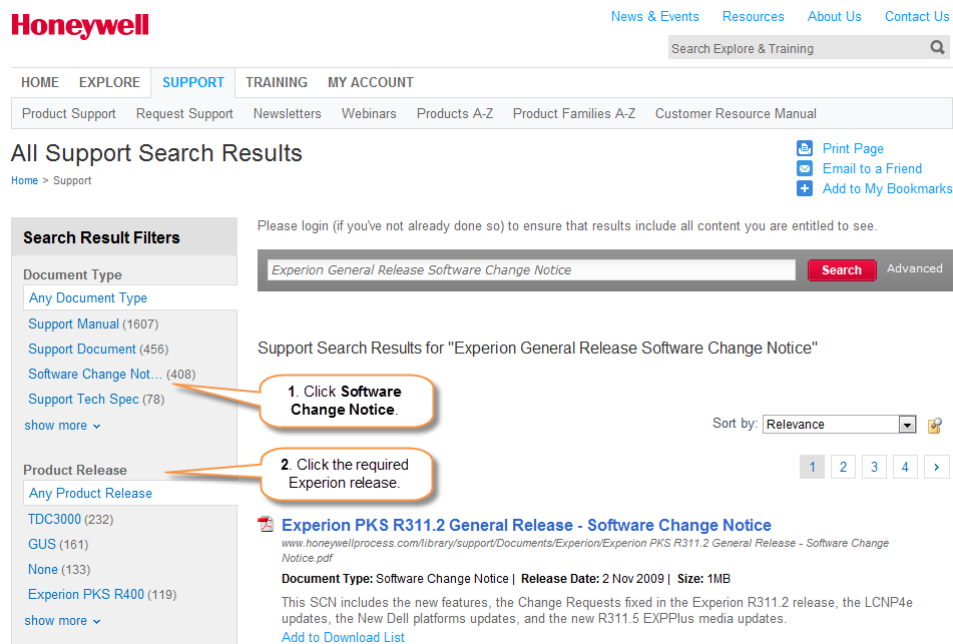 Honeywell
News & Events Resources About Us Contact Us
Search Explore & Training
HOME EXPLORE SUPPORT TRAINING MY ACCOUNT
Product Support Request Support Newsletters Webinars Products A-Z Product Families A-Z Customer Resource Manual
All Support Search Results
Home > Support
Print Page
Email to a Friend
Add to My Bookmarks
Search Result Filters
Document Type
Any Document Type
Support Manual (1607)
Support Document (456)
Software Change Not... (408)
Support Tech Spec (78)
show more
Product Release
Any Product Release
TDC3000 (232)
GUS (161)
None (133)
Experion PKS R400 (119)
show more
1. Click Software
Change Notice.
2. Click the required
Experion release.
Please login (if you've not already done so) to ensure that results include all content you are entitled to see.
Experion General Release Software Change Notice
Search Advanced
Support Search Results for "Experion General Release Software Change Notice"
Sort by: Relevance
1 2 3 4 >
Experion PKS R311.2 General Release - Software Change Notice
www.honeywellprocess.com/library/support/Documents/Experion/Experion PKS R311.2 General Release - Software Change
Notice.pdf
Document Type: Software Change Notice | Release Date: 2 Nov 2009 | Size: 1MB
This SCN includes the new features, the Change Requests fixed in the Experion R311.2 release, the LCNP4e
updates, the New Dell platforms updates, and the new R311.5 EXPPlus media updates.
Add to Download List